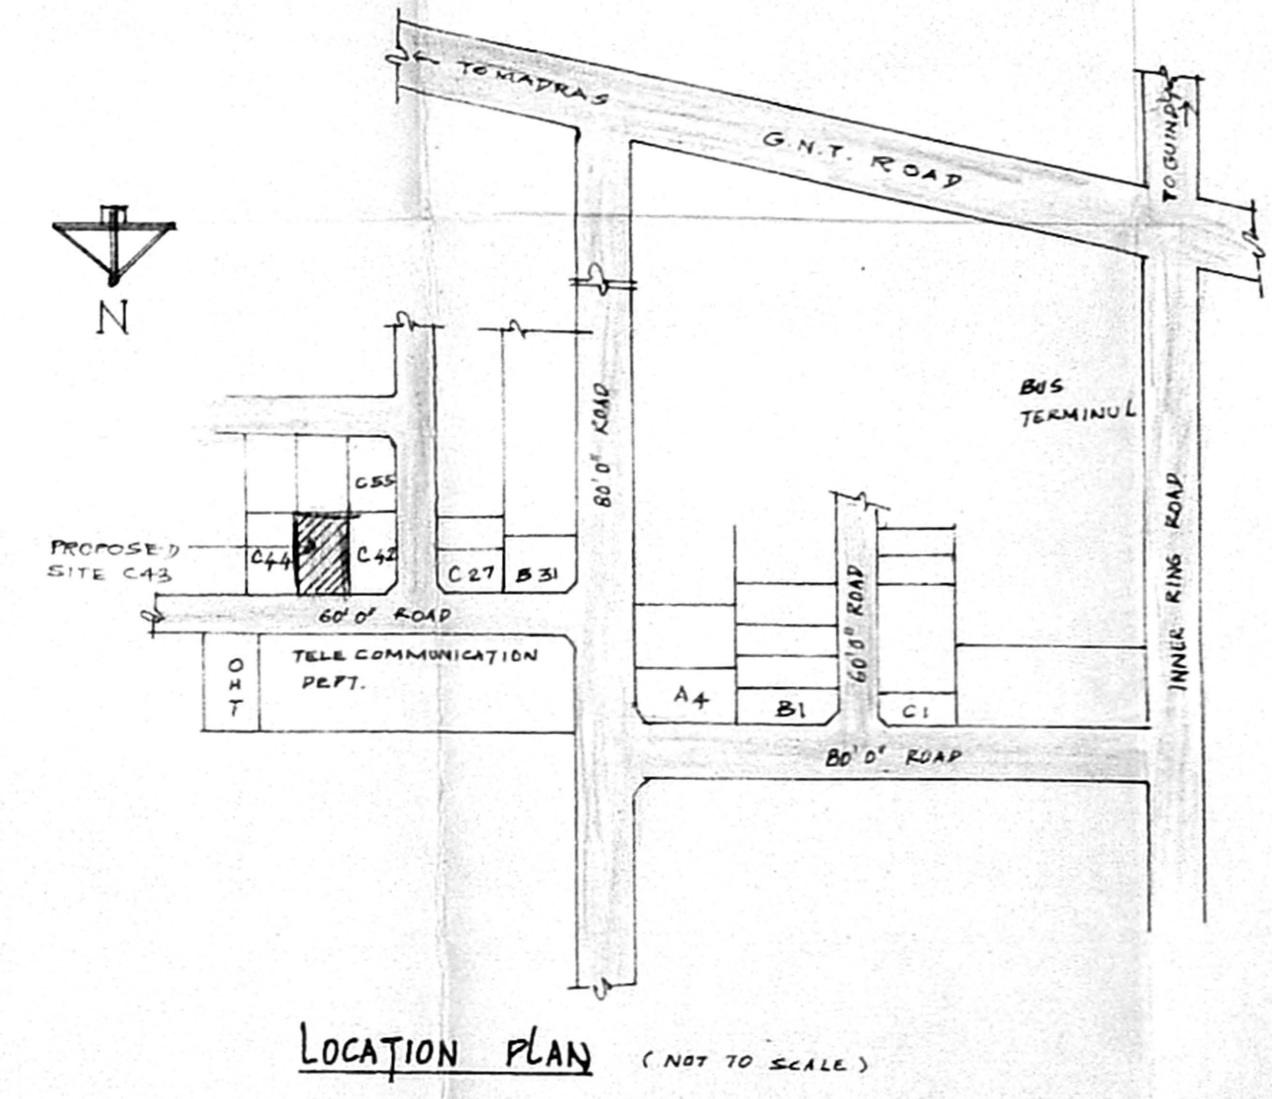 ← TO MADRAS
G.N.T. ROAD
TO GUINDY
N
BUS
TERMINUL
80'0" ROAD
INNER RING ROAD
C55
PROPOSED
SITE C43
C44
C42
C27
B31
60'0" ROAD
60'0" ROAD
TELE COMMUNICATION
DEPT.
OHT
A4
B1
C1
80'0" ROAD
LOCATION PLAN (NOT TO SCALE)